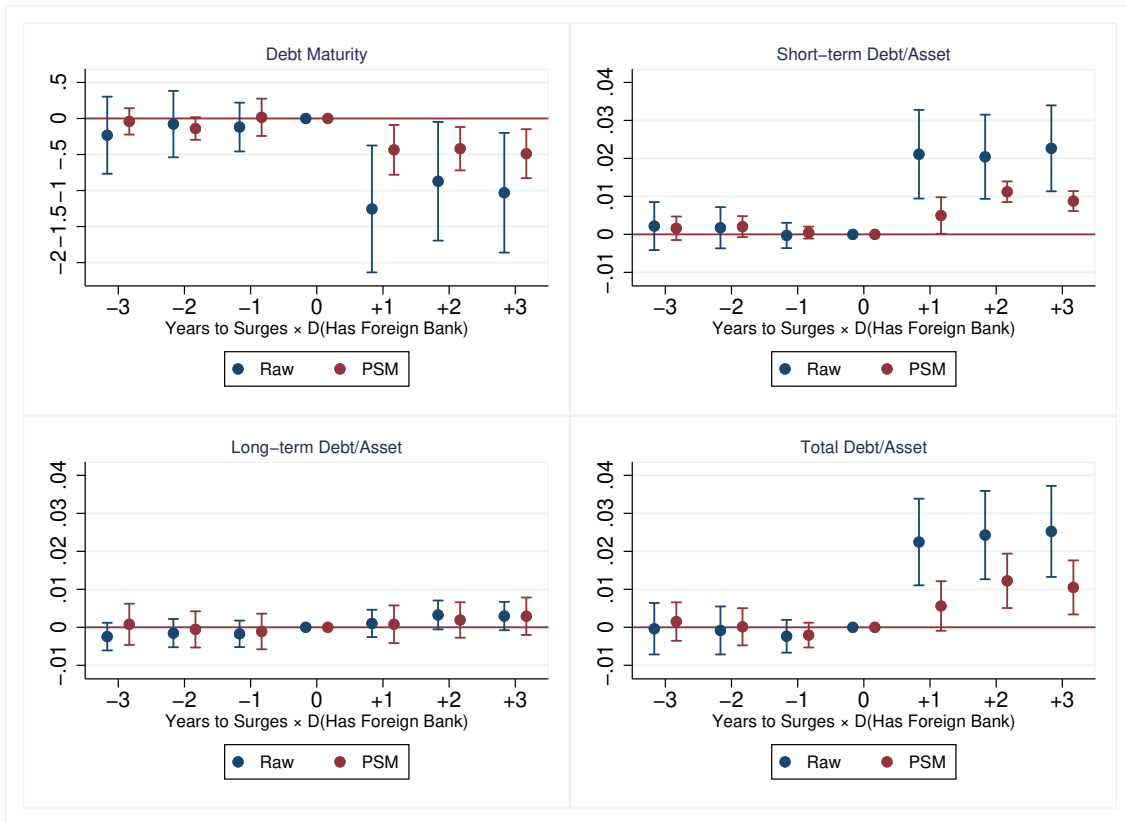 Debt Maturity
.5
0
−.5
−1
−1.5
−2
−3 −2 −1 0 +1 +2 +3
Years to Surges × D(Has Foreign Bank)
Raw PSM
Short−term Debt/Asset
.04
.03
.02
.01
0
−.01
−3 −2 −1 0 +1 +2 +3
Years to Surges × D(Has Foreign Bank)
Raw PSM
Long−term Debt/Asset
.04
.03
.02
.01
0
−.01
−3 −2 −1 0 +1 +2 +3
Years to Surges × D(Has Foreign Bank)
Raw PSM
Total Debt/Asset
.04
.03
.02
.01
0
−.01
−3 −2 −1 0 +1 +2 +3
Years to Surges × D(Has Foreign Bank)
Raw PSM